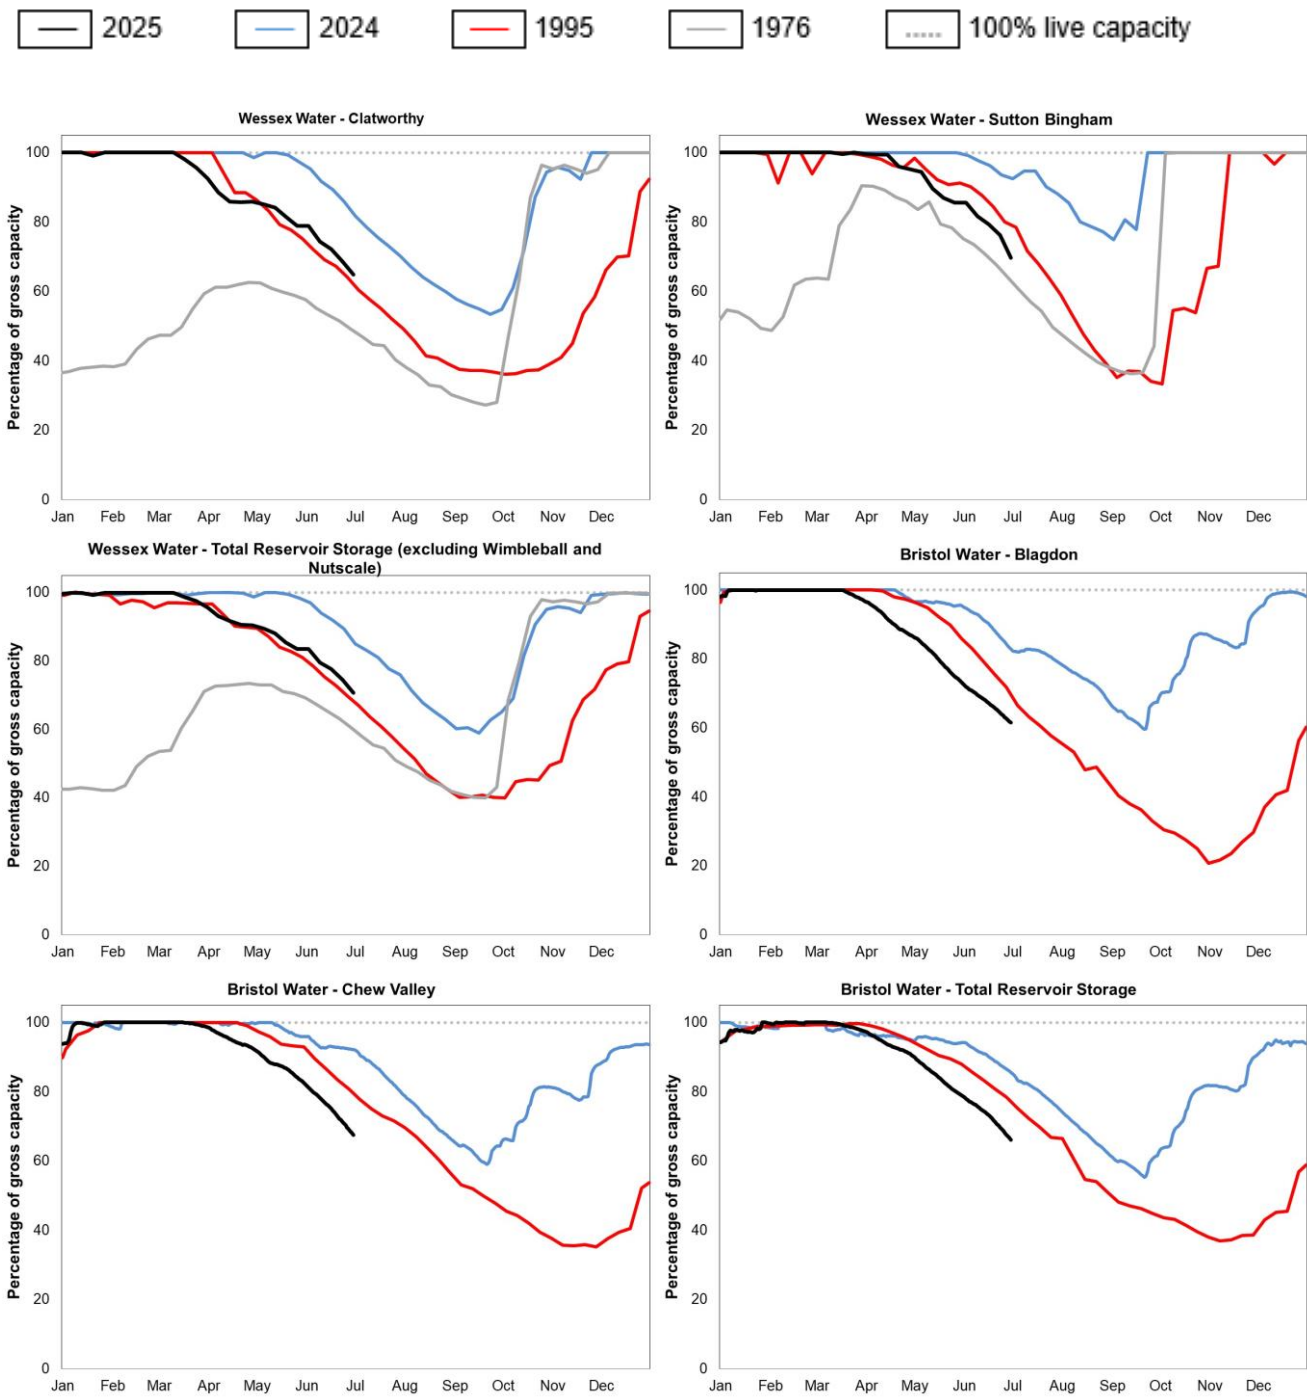 2025 2024 1995 1976 100% live capacity
Wessex Water - Clatworthy
Percentage of gross capacity
100
80
60
40
20
0
Jan Feb Mar Apr May Jun Jul Aug Sep Oct Nov Dec
Wessex Water - Sutton Bingham
Percentage of gross capacity
100
80
60
40
20
0
Jan Feb Mar Apr May Jun Jul Aug Sep Oct Nov Dec
Wessex Water - Total Reservoir Storage (excluding Wimbleball and
Nutscale)
Percentage of gross capacity
100
80
60
40
20
0
Jan Feb Mar Apr May Jun Jul Aug Sep Oct Nov Dec
Bristol Water - Blagdon
Percentage of gross capacity
100
80
60
40
20
0
Jan Feb Mar Apr May Jun Jul Aug Sep Oct Nov Dec
Bristol Water - Chew Valley
Percentage of gross capacity
100
80
60
40
20
0
Jan Feb Mar Apr May Jun Jul Aug Sep Oct Nov Dec
Bristol Water - Total Reservoir Storage
Percentage of gross capacity
100
80
60
40
20
0
Jan Feb Mar Apr May Jun Jul Aug Sep Oct Nov Dec